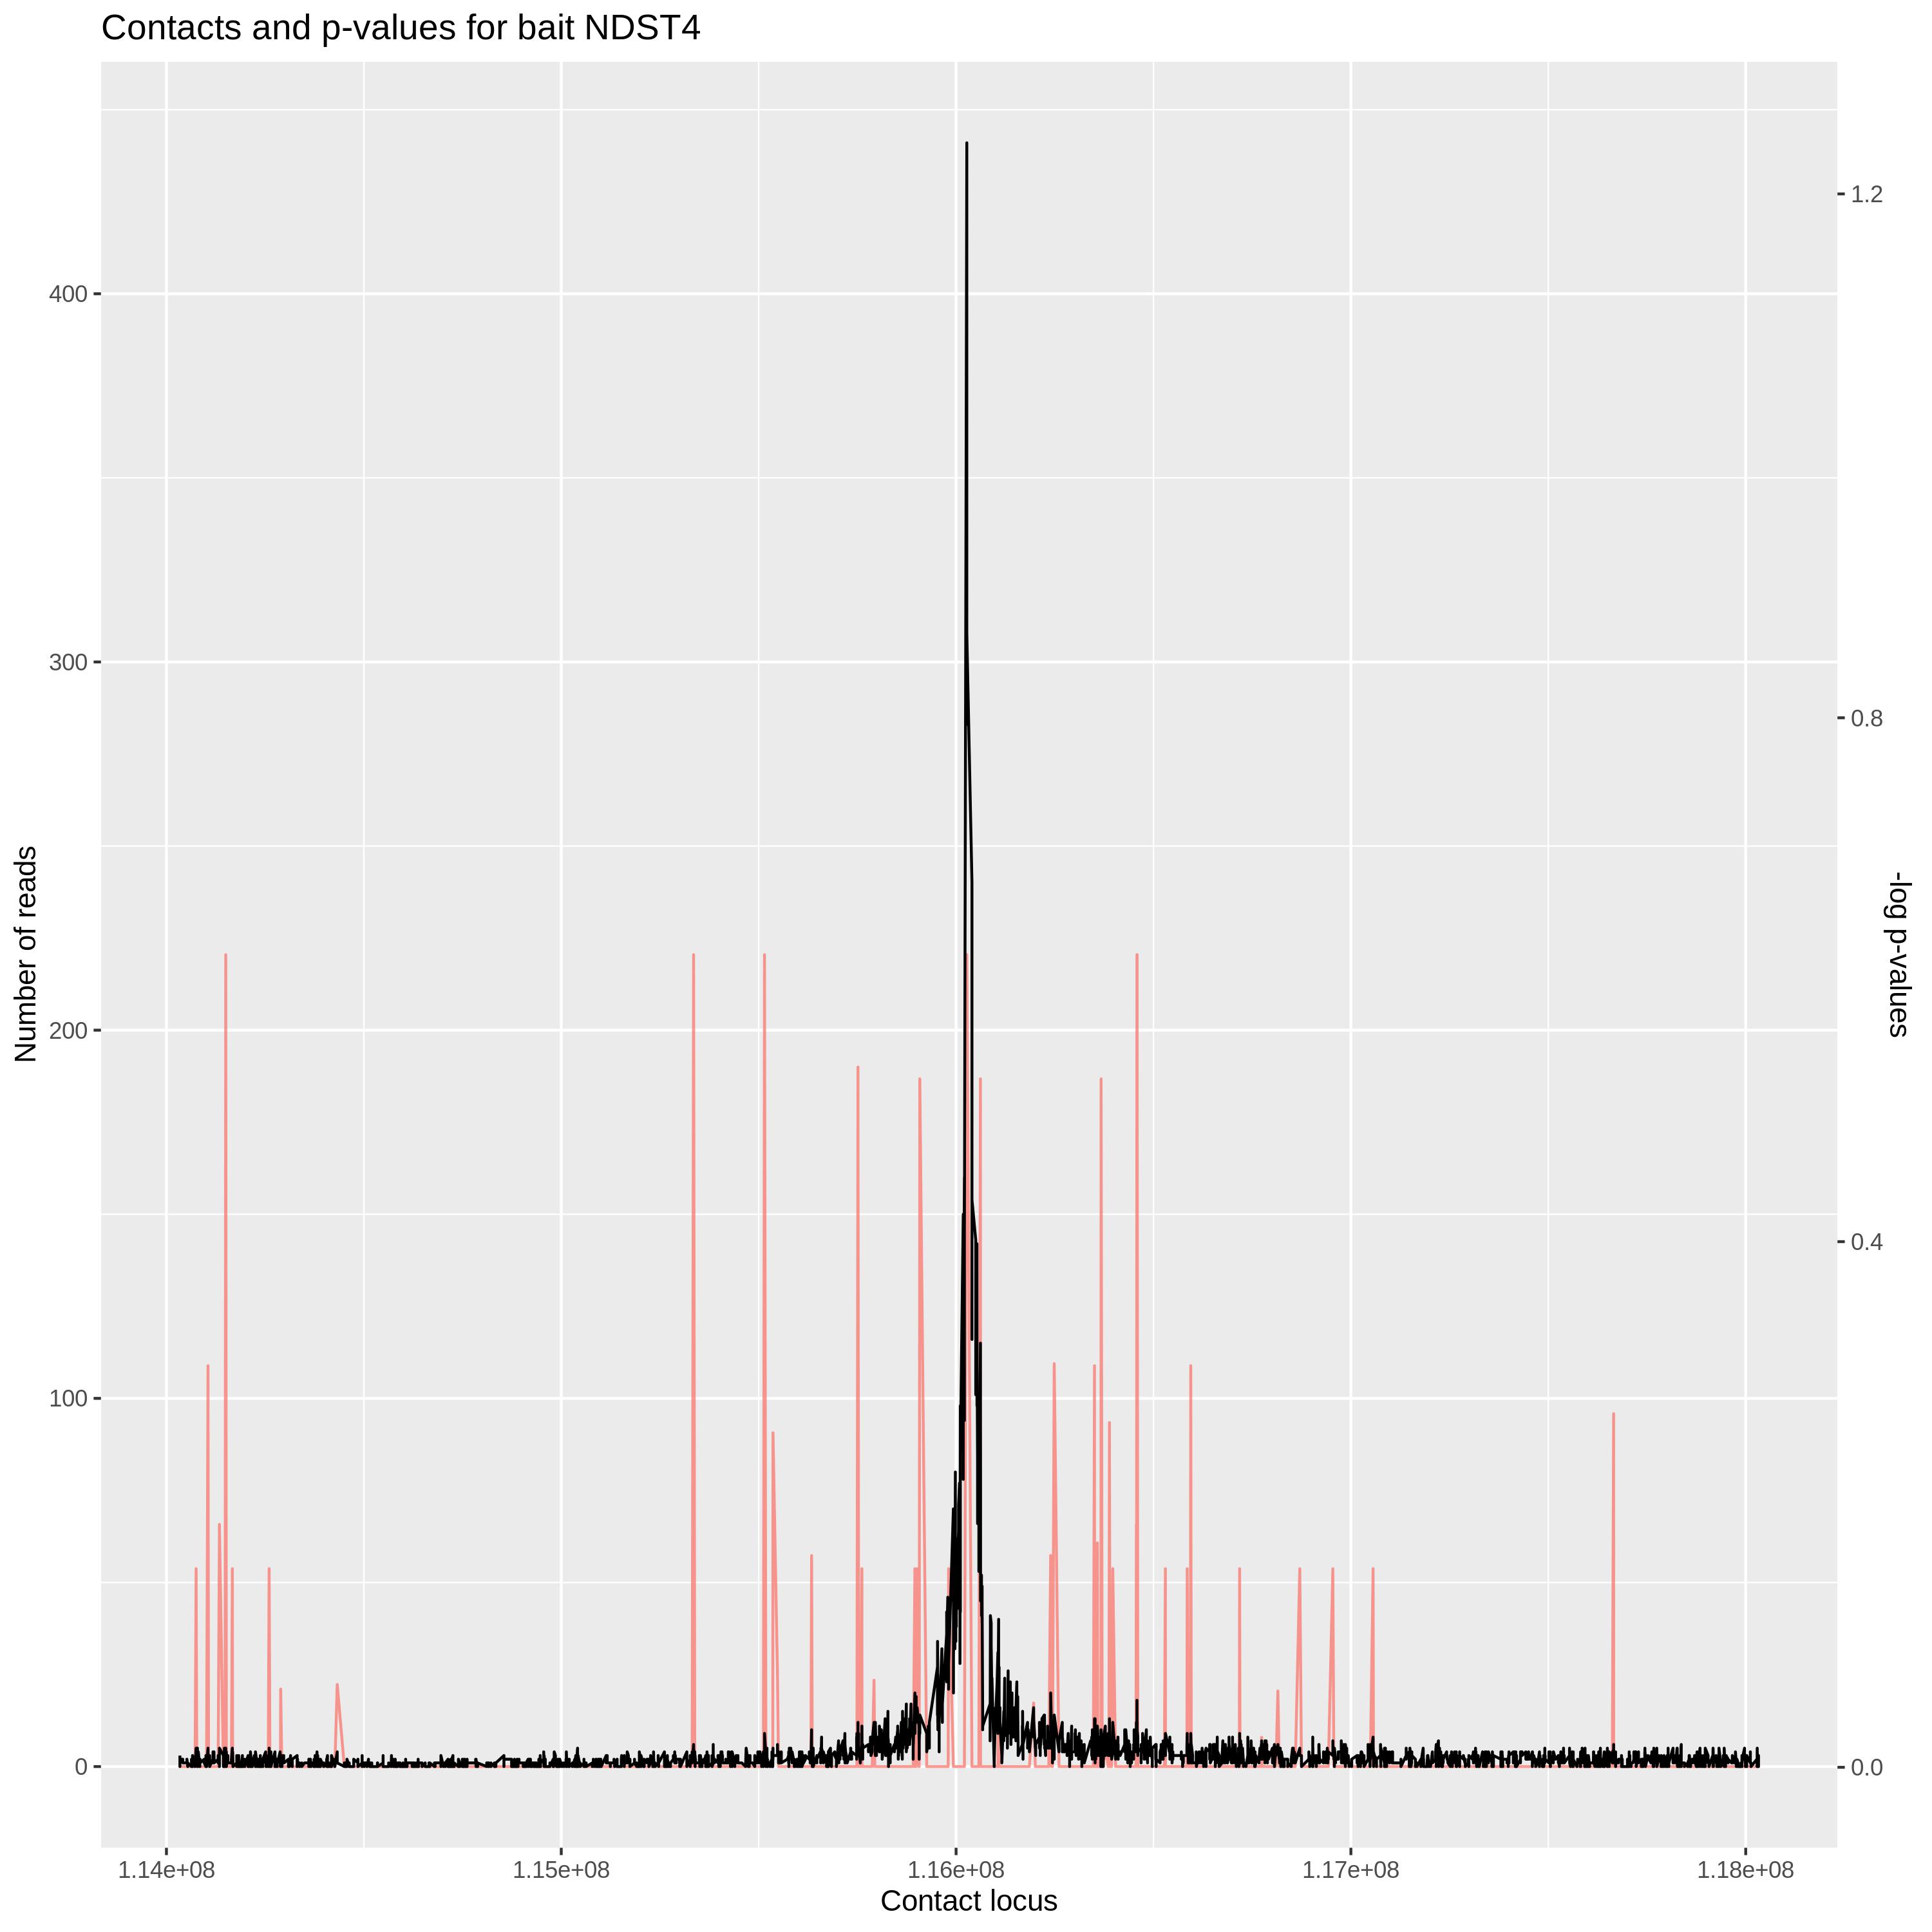 Contacts and p-values for bait NDST4
Number of reads
400
300
200
100
0
1.2
0.8
0.4
0.0
-log p-values
1.14e+08
1.15e+08
1.16e+08
1.17e+08
1.18e+08
Contact locus